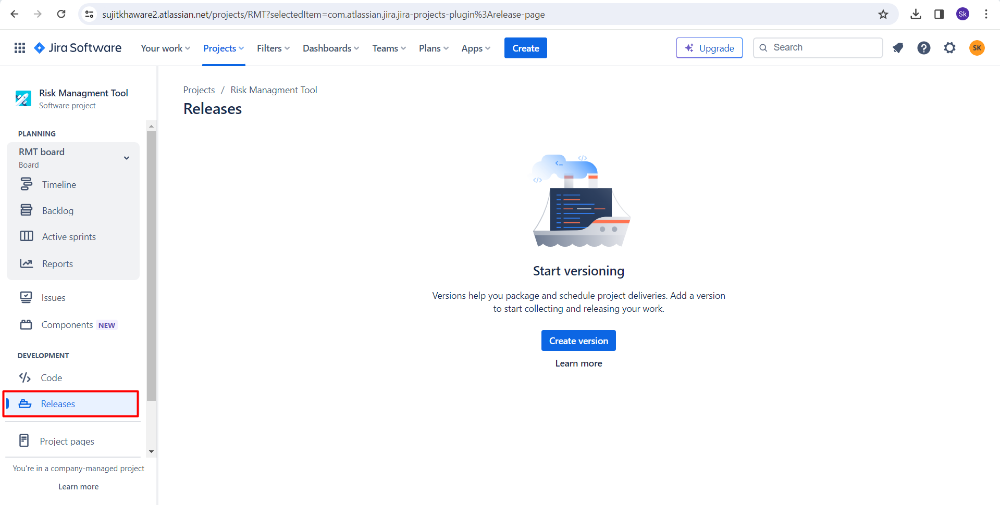 sujitkhaware2.atlassian.net/projects/RMT?selectedItem=com.atlassian.jira.jira-projects-plugin%3Arelease-page
Sk
Jira Software
Your work
Projects
Filters
Dashboards
Teams
Plans
Apps
Create
Upgrade
Search
SK
Risk Managment Tool
Software project
PLANNING
RMT board
Board
Timeline
Backlog
Active sprints
Reports
Issues
Components NEW
DEVELOPMENT
Code
Releases
Project pages
You're in a company-managed project
Learn more
Projects / Risk Managment Tool
Releases
Start versioning
Versions help you package and schedule project deliveries. Add a version
to start collecting and releasing your work.
Create version
Learn more